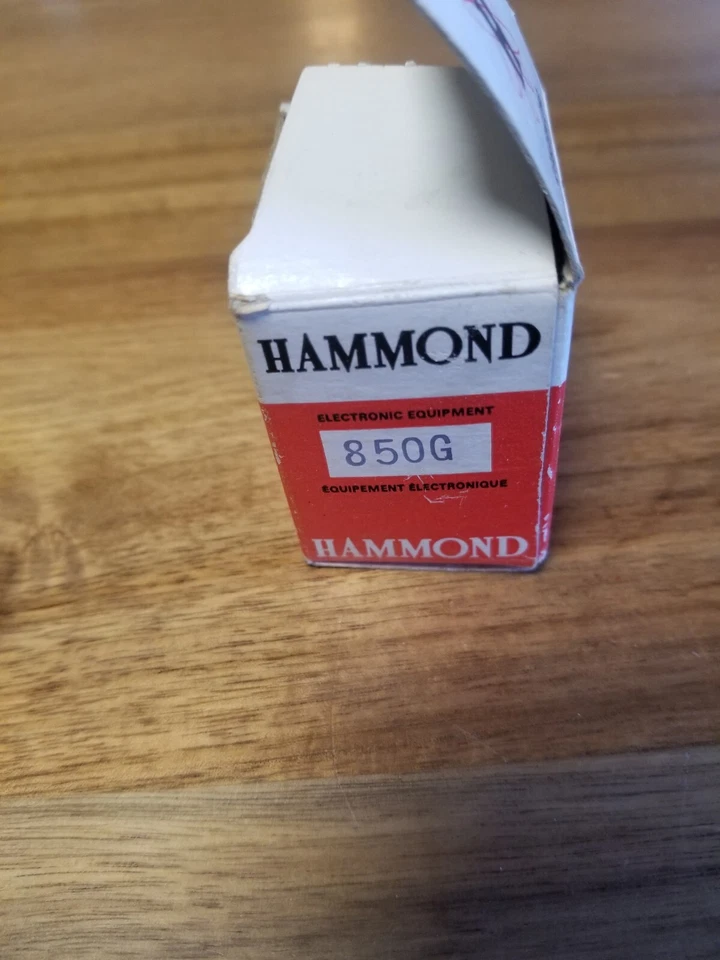 HAMMOND
ELECTRONIC EQUIPMENT
850G
ÉQUIPEMENT ÉLECTRONIQUE
HAMMOND